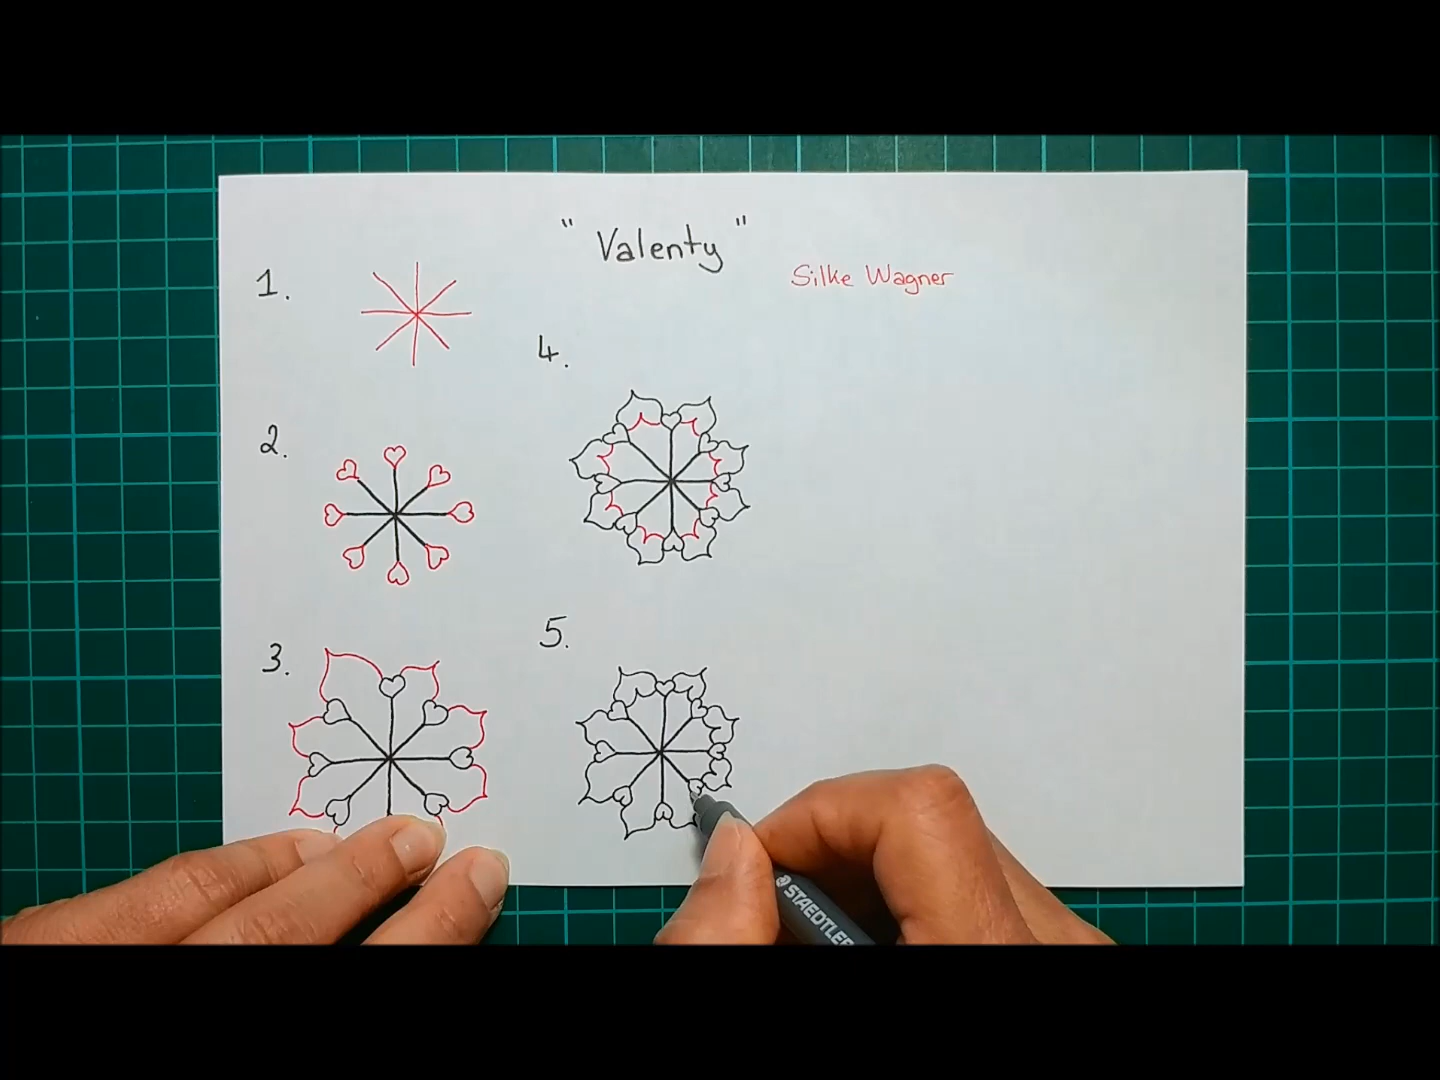 " Valenty "
Silke Wagner
1.
2.
3.
4.
5.
STAEDTLER